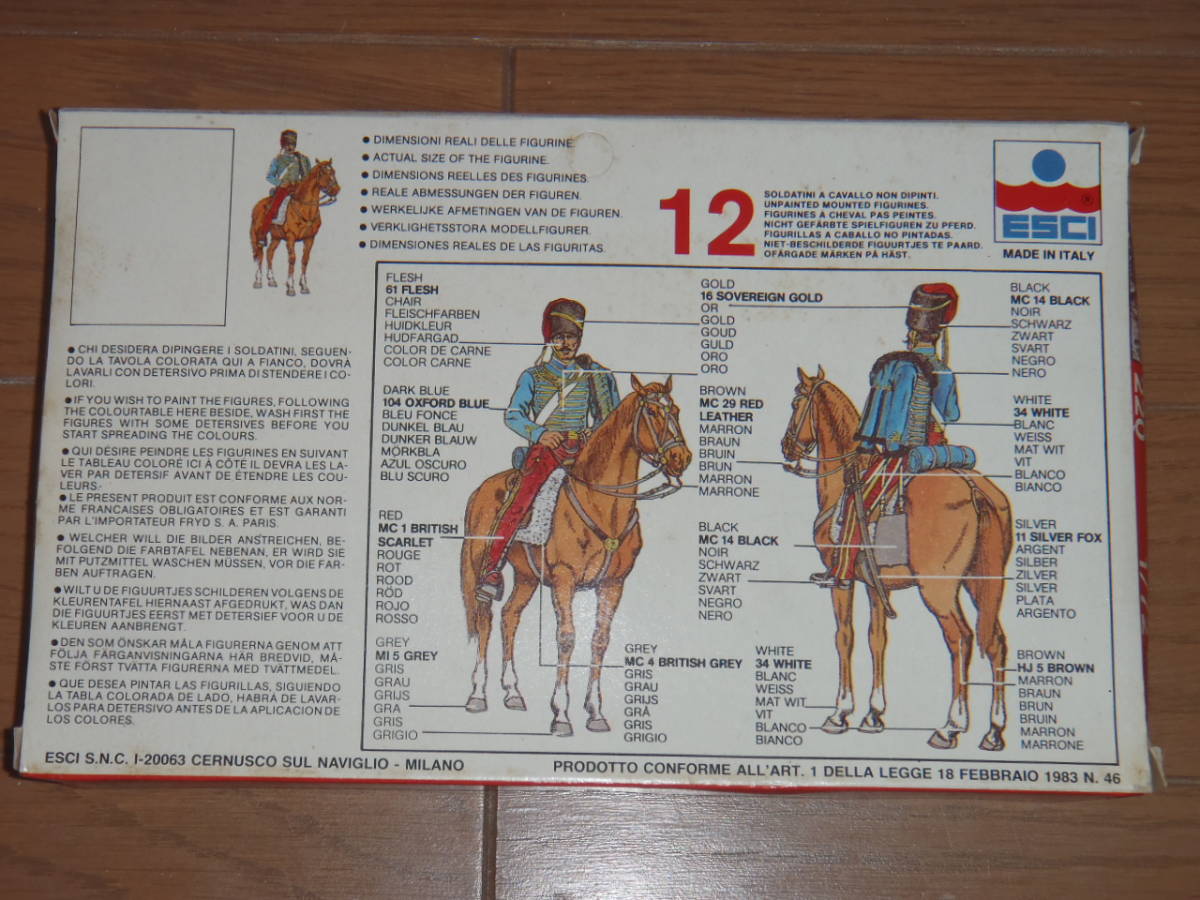 ● DIMENSIONI REALI DELLE FIGURINE.
● ACTUAL SIZE OF THE FIGURINE.
● DIMENSIONS REELLES DES FIGURINES.
● REALE ABMESSUNGEN DER FIGUREN.
● WERKELIJKE AFMETINGEN VAN DE FIGUREN.
● VERKLIGHETSSTORA MODELLFIGURER.
● DIMENSIONES REALES DE LAS FIGURITAS.
12
SOLDATINI A CAVALLO NON DIPINTI.
UNPAINTED MOUNTED FIGURINES.
FIGURINES À CHEVAL PAS PEINTES.
NICHT GEFÄRBTE SPIELFIGUREN ZU PFERD.
FIGURILLAS A CABALLO NO PINTADAS.
NIET-BESCHILDERDE FIGUURTJES TE PAARD.
OFÄRGADE MÄRKEN PÅ HÄST.
®
ESCI
MADE IN ITALY
● CHI DESIDERA DIPINGERE I SOLDATINI, SEGUEN-
DO LA TAVOLA COLORATA QUI A FIANCO, DOVRÀ
LAVARLI CON DETERSIVO PRIMA DI STENDERE I CO-
LORI.
● IF YOU WISH TO PAINT THE FIGURES, FOLLOWING
THE COLOURTABLE HERE BESIDE, WASH FIRST THE
FIGURES WITH SOME DETERSIVES BEFORE YOU
START SPREADING THE COLOURS.
● QUI DÉSIRE PEINDRE LES FIGURINES EN SUIVANT
LE TABLEAU COLORÉ ICI À CÔTÉ IL DEVRA LES LA-
VER PAR DETERSIF AVANT DE ÉTENDRE LES COU-
LEURS.
● LE PRESENT PRODUIT EST CONFORME AUX NOR-
ME FRANCAISES OBLIGATOIRES ET EST GARANTI
PAR L'IMPORTATEUR FRYD S. A. PARIS.
● WELCHER WILL DIE BILDER ANSTREICHEN, BE-
FOLGEND DIE FARBTAFEL NEBENAN, ER WIRD SIE
MIT PUTZMITTEL WASCHEN MÜSSEN, VOR DIE FAR-
BEN AUFTRAGEN.
● WILT U DE FIGUURTJES SCHILDEREN VOLGENS DE
KLEURENTAFEL HIERNAAST AFGEDRUKT, WAS DAN
DIE FIGUURTJES EERST MET DETERSIEF VOOR U DE
KLEUREN AANBRENGT.
● DEN SOM ÖNSKAR MÅLA FIGURERNA GENOM ATT
FÖLJA FÄRGANVISNINGARNA HÄR BREDVID, MÅ-
STE FÖRST TVÄTTA FIGURERNA MED TVÄTTMEDEL.
● QUE DESEA PINTAR LAS FIGURILLAS, SIGUIENDO
LA TABLA COLORADA DE LADO, HABRÁ DE LAVAR-
LOS PARA DETERSIVO ANTES DE LA APLICACION DE
LOS COLORES.
FLESH
61 FLESH
CHAIR
FLEISCHFARBEN
HUIDKLEUR
HUDFARGAD
COLOR DE CARNE
COLOR CARNE
DARK BLUE
104 OXFORD BLUE
BLEU FONCE
DUNKEL BLAU
DUNKER BLAUW
MÖRKBLA
AZUL OSCURO
BLU SCURO
RED
MC 1 BRITISH
SCARLET
ROUGE
ROT
ROOD
RÖD
ROJO
ROSSO
GREY
MI 5 GREY
GRIS
GRAU
GRIJS
GRA
GRIS
GRIGIO
GOLD
16 SOVEREIGN GOLD
OR
GOLD
GOUD
GULD
ORO
ORO
BROWN
MC 29 RED
LEATHER
MARRON
BRAUN
BRUIN
BRUN
MARRON
MARRONE
BLACK
MC 14 BLACK
NOIR
SCHWARZ
ZWART
SVART
NEGRO
NERO
GREY
MC 4 BRITISH GREY
GRIS
GRAU
GRIJS
GRÅ
GRIS
GRIGIO
WHITE
34 WHITE
BLANC
WEISS
MAT WIT
VIT
BLANCO
BIANCO
BLACK
MC 14 BLACK
NOIR
SCHWARZ
ZWART
SVART
NEGRO
NERO
WHITE
34 WHITE
BLANC
WEISS
MAT WIT
VIT
BLANCO
BIANCO
SILVER
11 SILVER FOX
ARGENT
SILBER
ZILVER
SILVER
PLATA
ARGENTO
BROWN
HJ 5 BROWN
MARRON
BRAUN
BRUN
BRUIN
MARRON
MARRONE
ESCI S.N.C. I-20063 CERNUSCO SUL NAVIGLIO - MILANO
PRODOTTO CONFORME ALL'ART. 1 DELLA LEGGE 18 FEBBRAIO 1983 N. 46